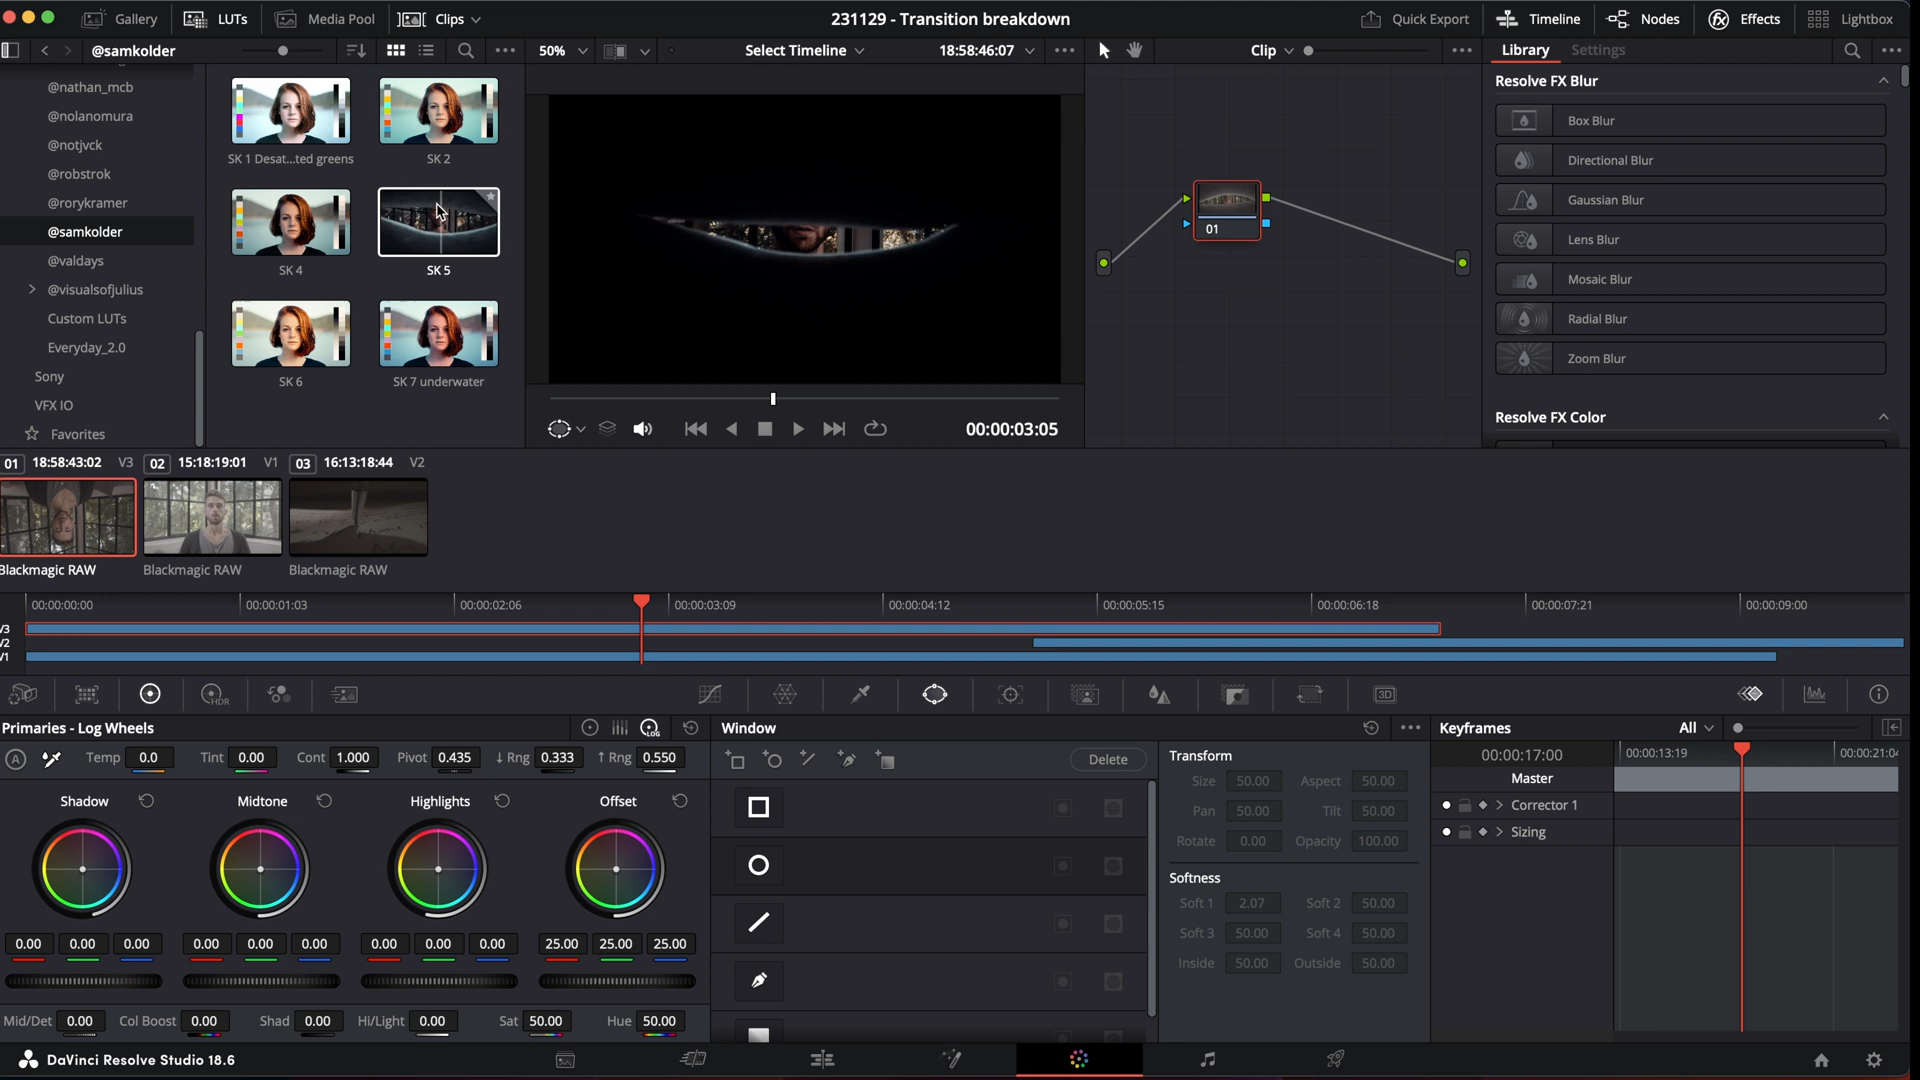 Gallery
LUTs
Media Pool
Clips
231129 - Transition breakdown
Quick Export
Timeline
Nodes
Effects
Lightbox
@samkolder
50%
Select Timeline
18:58:46:07
Clip
Library
Settings
@nathan_mcb
@nolanomura
@notjvck
@robstrok
@rorykramer
@samkolder
@valdays
@visualsofjulius
Custom LUTs
Everyday_2.0
Sony
VFX IO
Favorites
SK 1 Desat...ted greens
SK 2
SK 4
SK 5
SK 6
SK 7 underwater
00:00:03:05
01
Resolve FX Blur
Box Blur
Directional Blur
Gaussian Blur
Lens Blur
Mosaic Blur
Radial Blur
Zoom Blur
Resolve FX Color
01 18:58:43:02 V3
02 15:18:19:01 V1
03 16:13:18:44 V2
Blackmagic RAW
Blackmagic RAW
Blackmagic RAW
00:00:00:00
00:00:01:03
00:00:02:06
00:00:03:09
00:00:04:12
00:00:05:15
00:00:06:18
00:00:07:21
00:00:09:00
V3
V2
V1
HDR
3D
Primaries - Log Wheels
LOG
A
Temp 0.0
Tint 0.00
Cont 1.000
Pivot 0.435
↓ Rng 0.333
↑ Rng 0.550
Shadow
Midtone
Highlights
Offset
0.00 0.00 0.00
0.00 0.00 0.00
0.00 0.00 0.00
25.00 25.00 25.00
Mid/Det 0.00
Col Boost 0.00
Shad 0.00
Hi/Light 0.00
Sat 50.00
Hue 50.00
Window
Delete
Transform
Size 50.00 Aspect 50.00
Pan 50.00 Tilt 50.00
Rotate 0.00 Opacity 100.00
Softness
Soft 1 2.07 Soft 2 50.00
Soft 3 50.00 Soft 4 50.00
Inside 50.00 Outside 50.00
Keyframes
All
00:00:17:00
00:00:13:19
00:00:21:04
Master
Corrector 1
Sizing
DaVinci Resolve Studio 18.6